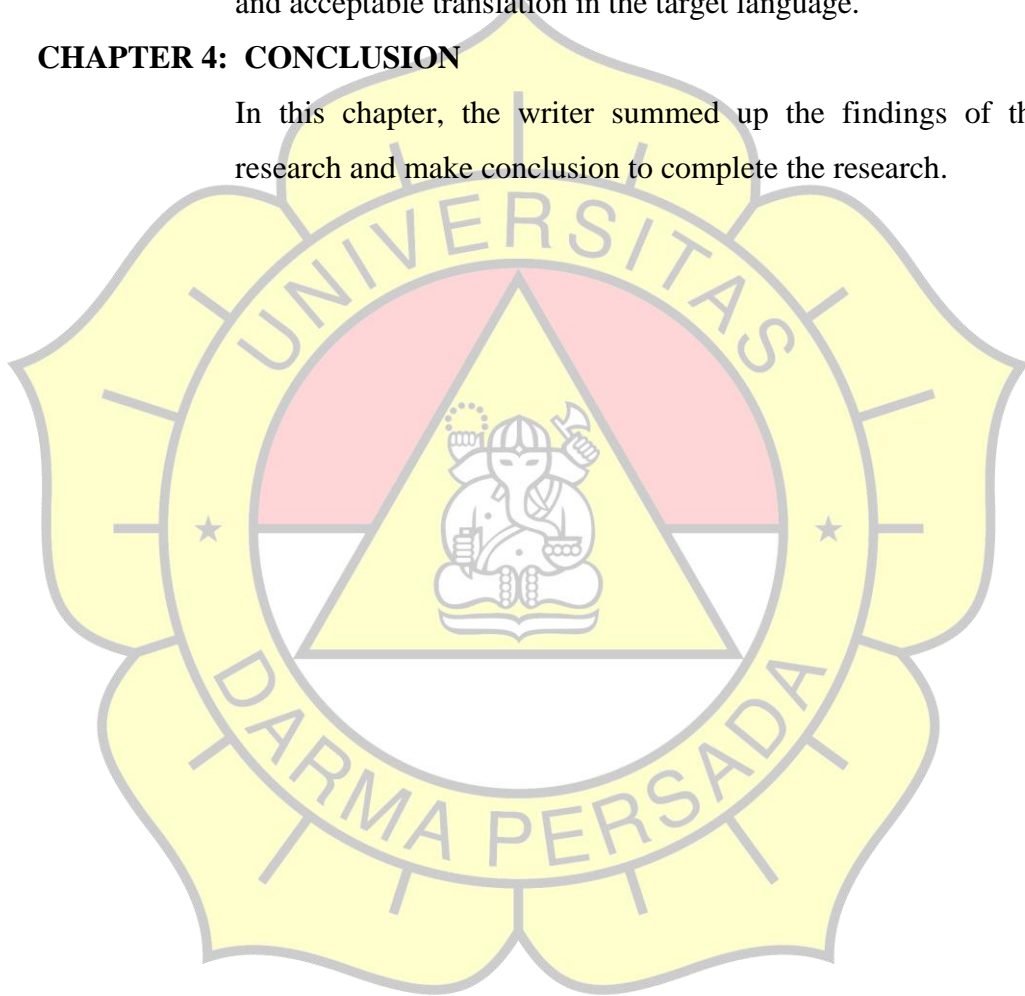 and acceptable translation in the target language.
CHAPTER 4: CONCLUSION
In this chapter, the writer summed up the findings of th
research and make conclusion to complete the research.
UNIVERSITAS
DARMA PERSADA